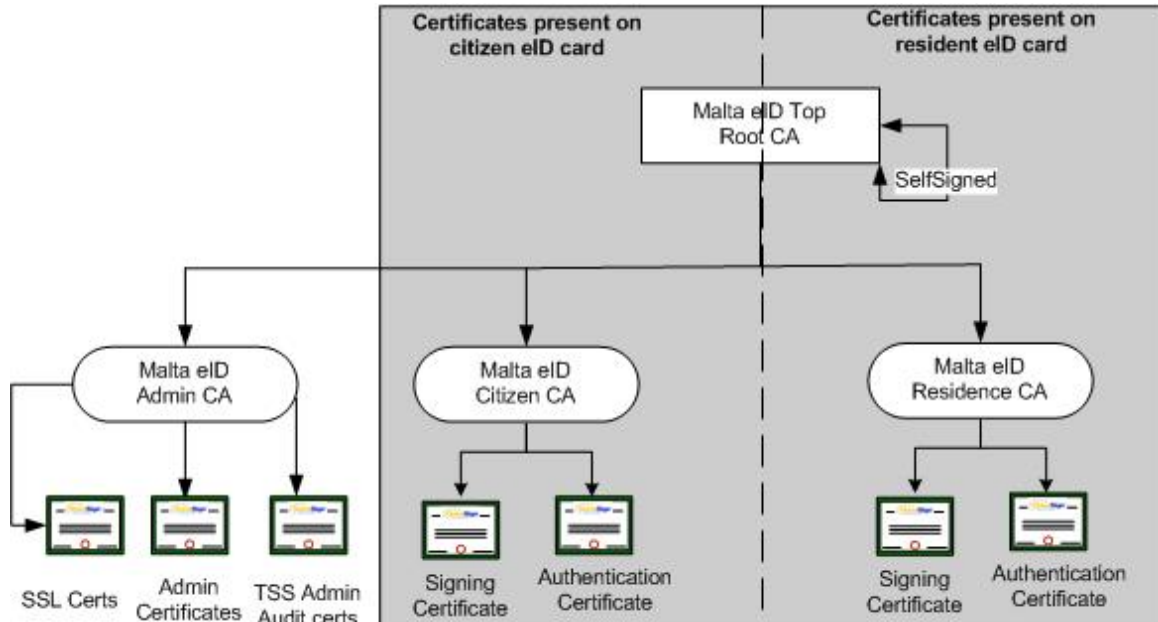 Certificates present on
citizen eID card
Certificates present on
resident eID card
Malta eID Top
Root CA
SelfSigned
Malta eID
Admin CA
Malta eID
Citizen CA
Malta eID
Residence CA
SSL Certs
Admin
Certificates
TSS Admin
Audit certs
Signing
Certificate
Authentication
Certificate
Signing
Certificate
Authentication
Certificate